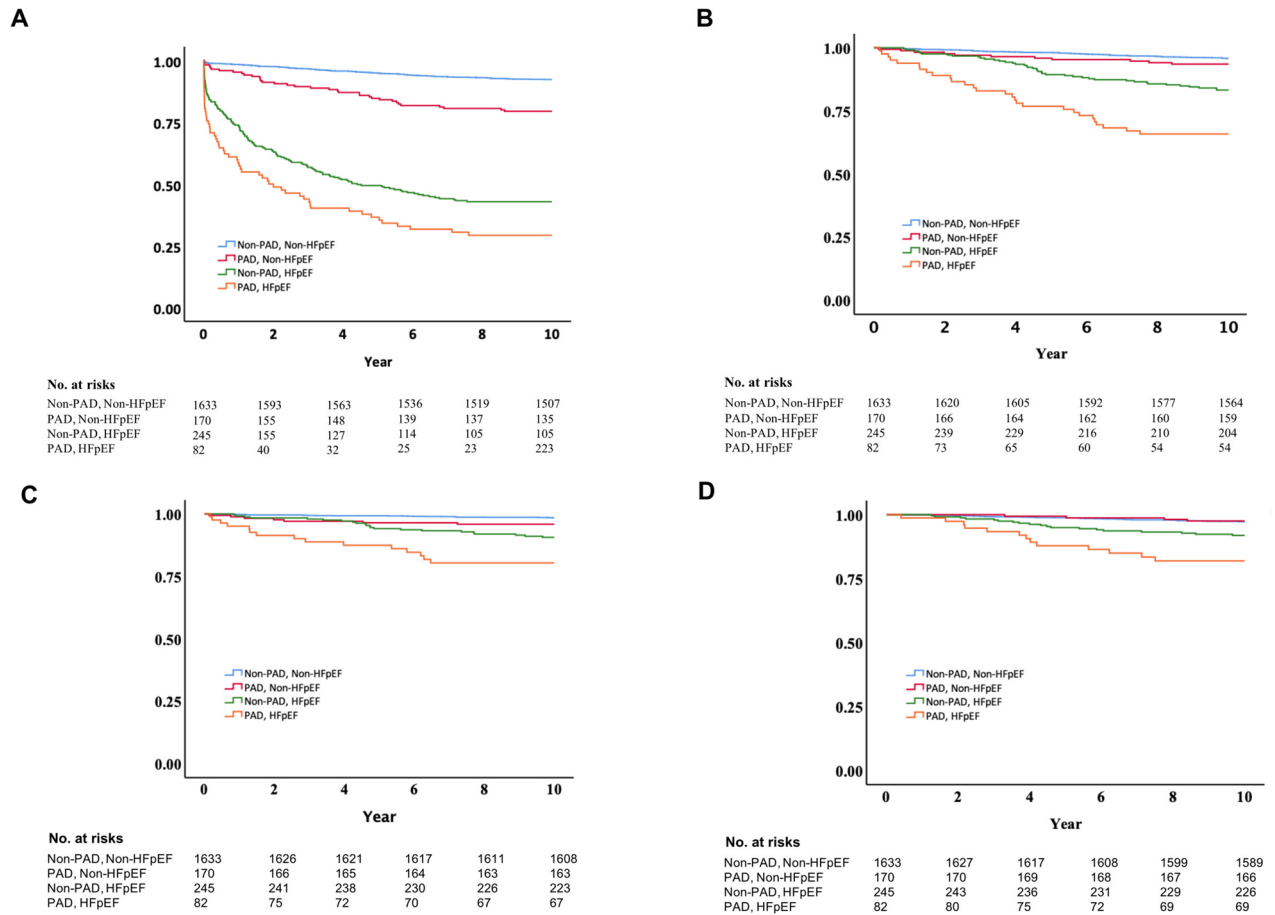 A
1.00
0.75
0.50
0.25
0.00
Non-PAD, Non-HFpEF
PAD, Non-HFpEF
Non-PAD, HFpEF
PAD, HFpEF
0 2 4 6 8 10
Year
No. at risks
Non-PAD, Non-HFpEF 1633 1593 1563 1536 1519 1507
PAD, Non-HFpEF 170 155 148 139 137 135
Non-PAD, HFpEF 245 155 127 114 105 105
PAD, HFpEF 82 40 32 25 23 223
B
1.00
0.75
0.50
0.25
0.00
Non-PAD, Non-HFpEF
PAD, Non-HFpEF
Non-PAD, HFpEF
PAD, HFpEF
0 2 4 6 8 10
Year
No. at risks
Non-PAD, Non-HFpEF 1633 1620 1605 1592 1577 1564
PAD, Non-HFpEF 170 166 164 162 160 159
Non-PAD, HFpEF 245 239 229 216 210 204
PAD, HFpEF 82 73 65 60 54 54
C
1.00
0.75
0.50
0.25
0.00
Non-PAD, Non-HFpEF
PAD, Non-HFpEF
Non-PAD, HFpEF
PAD, HFpEF
0 2 4 6 8 10
Year
No. at risks
Non-PAD, Non-HFpEF 1633 1626 1621 1617 1611 1608
PAD, Non-HFpEF 170 166 165 164 163 163
Non-PAD, HFpEF 245 241 238 230 226 223
PAD, HFpEF 82 75 72 70 67 67
D
1.00
0.75
0.50
0.25
0.00
Non-PAD, Non-HFpEF
PAD, Non-HFpEF
Non-PAD, HFpEF
PAD, HFpEF
0 2 4 6 8 10
Year
No. at risks
Non-PAD, Non-HFpEF 1633 1627 1617 1608 1599 1589
PAD, Non-HFpEF 170 170 169 168 167 166
Non-PAD, HFpEF 245 243 236 231 229 226
PAD, HFpEF 82 80 75 72 69 69